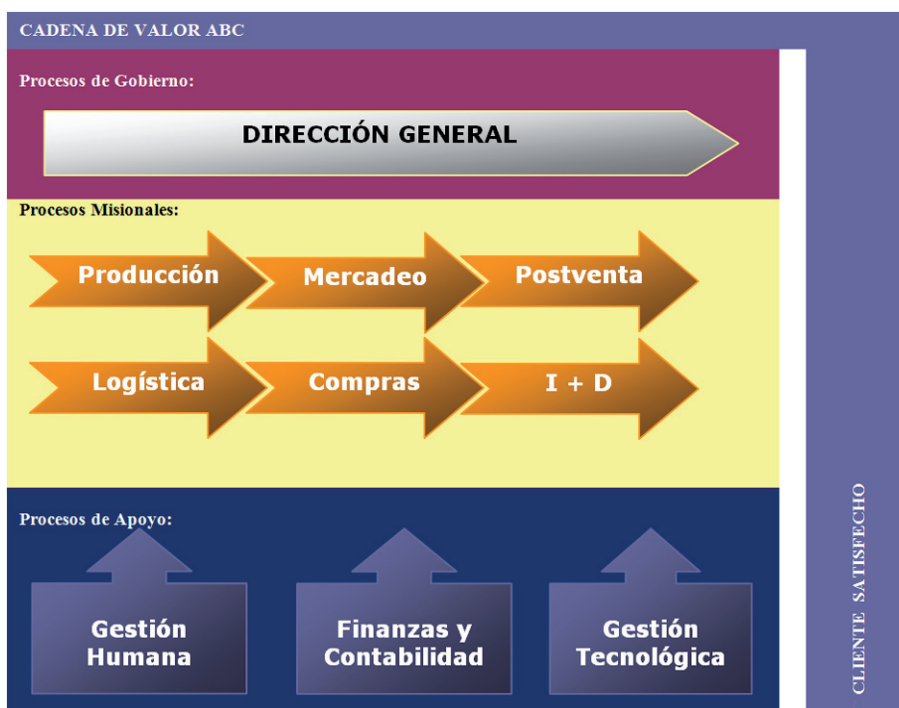 CADENA DE VALOR ABC
Procesos de Gobierno:
DIRECCIÓN GENERAL
Procesos Misionales:
Producción
Mercadeo
Postventa
Logística
Compras
I + D
Procesos de Apoyo:
Gestión
Humana
Finanzas y
Contabilidad
Gestión
Tecnológica
CLIENTE SATISFECHO